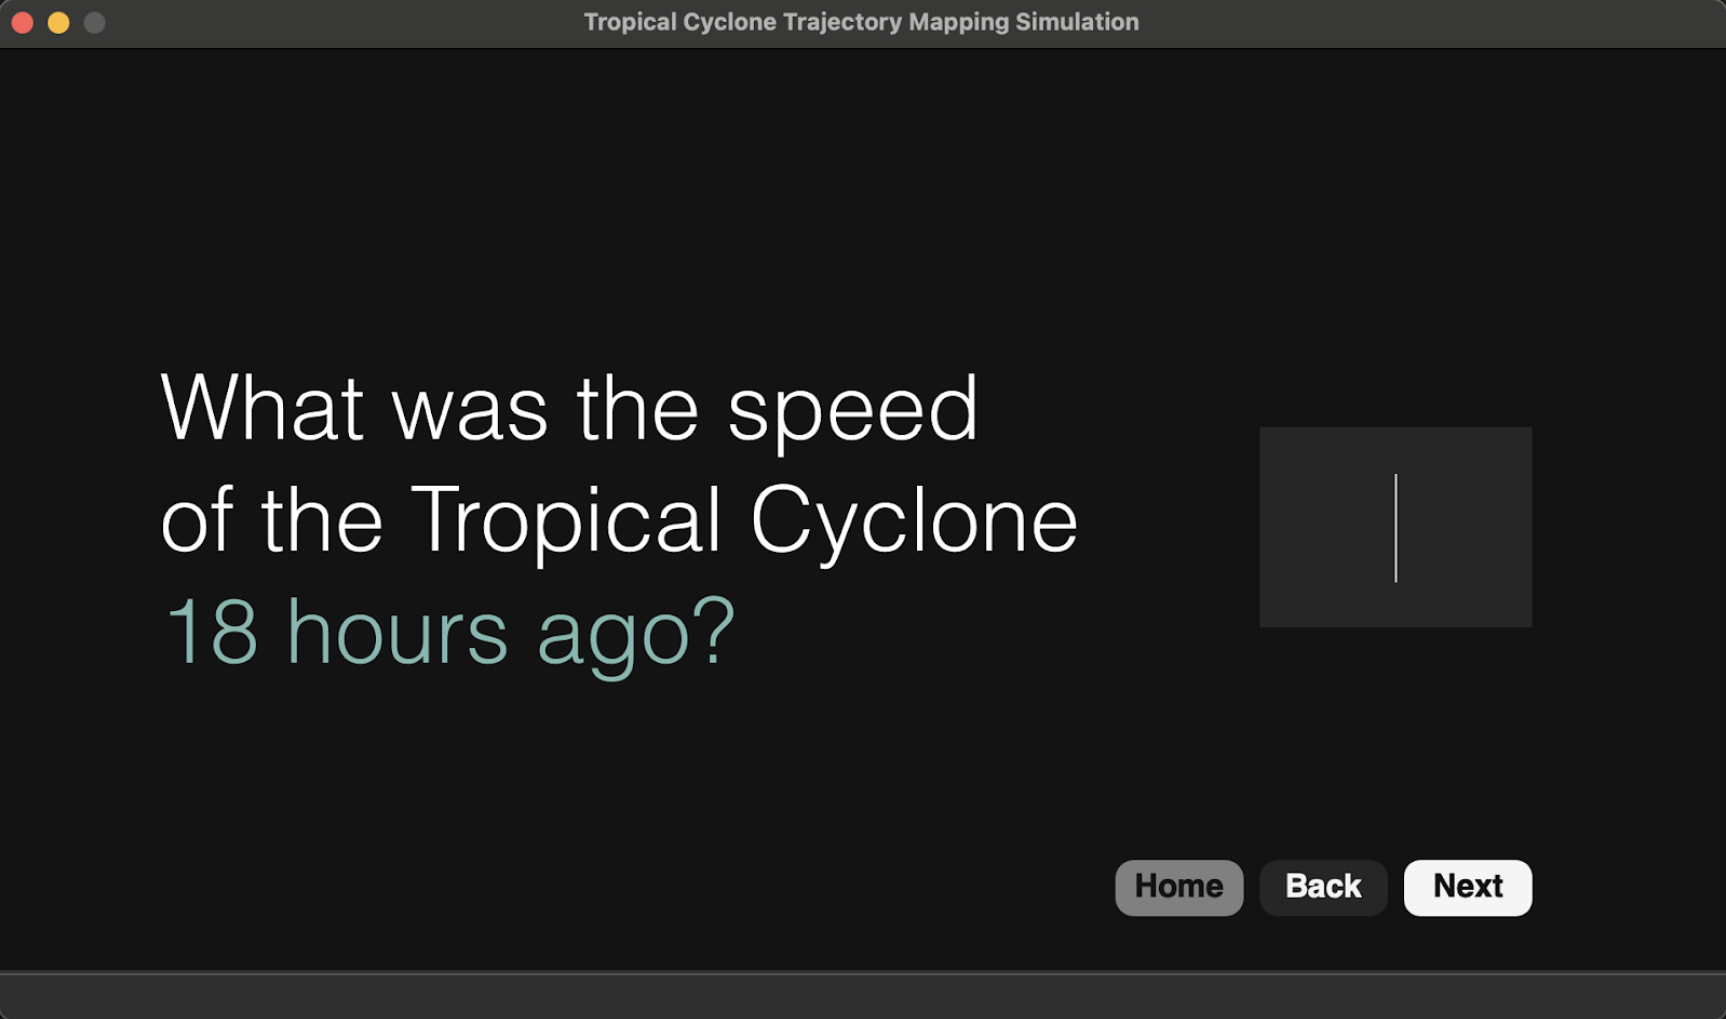 Tropical Cyclone Trajectory Mapping Simulation
What was the speed
of the Tropical Cyclone
18 hours ago?
Home Back Next